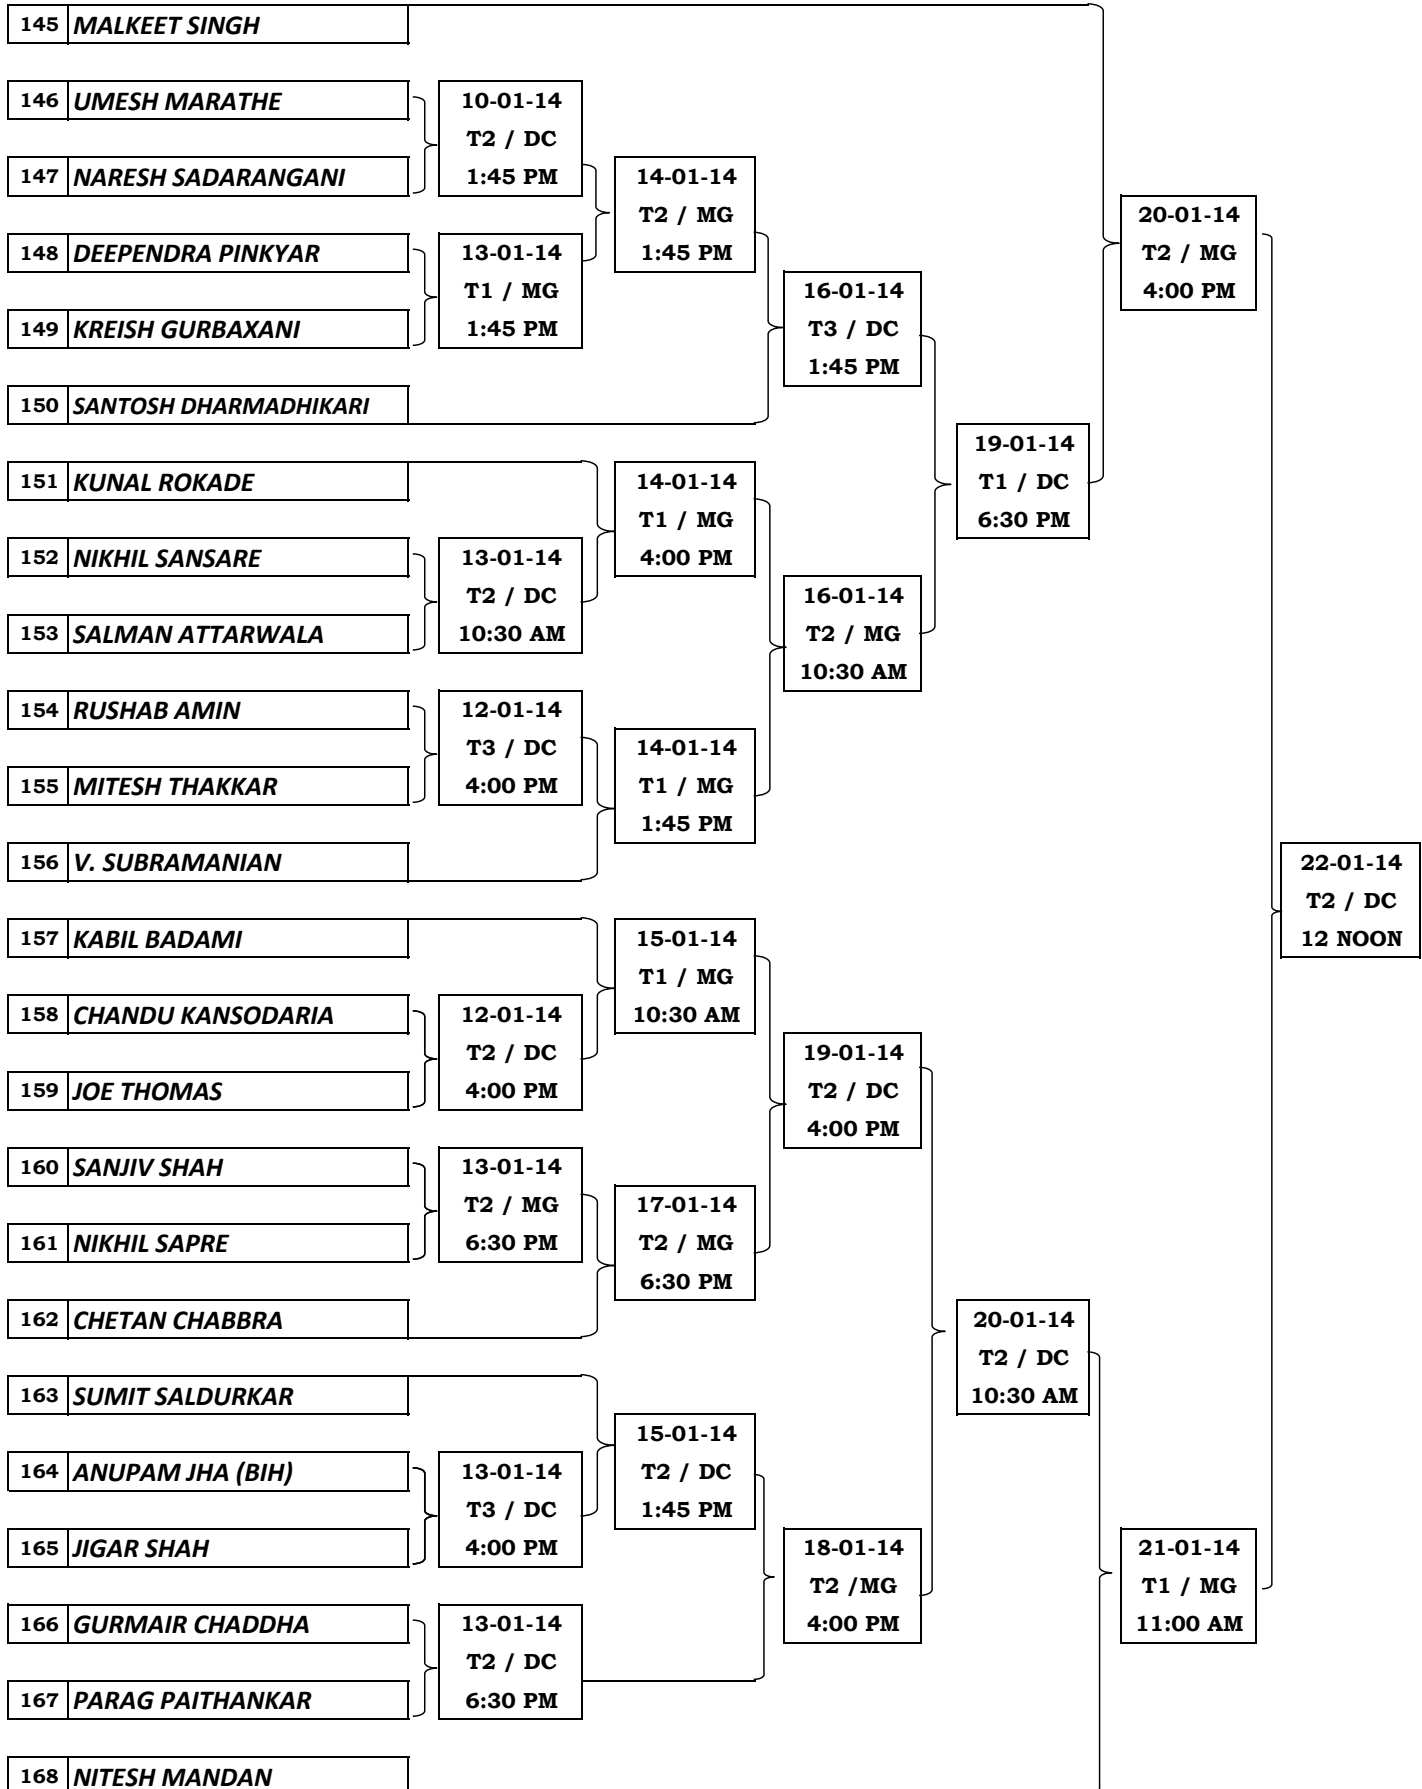 145 MALKEET SINGH
146 UMESH MARATHE
10-01-14
T2 / DC
1:45 PM
147 NARESH SADARANGANI
14-01-14
T2 / MG
1:45 PM
20-01-14
T2 / MG
4:00 PM
148 DEEPENDRA PINKYAR
13-01-14
T1 / MG
1:45 PM
149 KREISH GURBAXANI
16-01-14
T3 / DC
1:45 PM
150 SANTOSH DHARMADHIKARI
19-01-14
T1 / DC
6:30 PM
151 KUNAL ROKADE
14-01-14
T1 / MG
4:00 PM
152 NIKHIL SANSARE
13-01-14
T2 / DC
10:30 AM
153 SALMAN ATTARWALA
16-01-14
T2 / MG
10:30 AM
154 RUSHAB AMIN
12-01-14
T3 / DC
4:00 PM
155 MITESH THAKKAR
14-01-14
T1 / MG
1:45 PM
156 V. SUBRAMANIAN
22-01-14
T2 / DC
12 NOON
157 KABIL BADAMI
15-01-14
T1 / MG
10:30 AM
158 CHANDU KANSODARIA
12-01-14
T2 / DC
4:00 PM
159 JOE THOMAS
19-01-14
T2 / DC
4:00 PM
160 SANJIV SHAH
13-01-14
T2 / MG
6:30 PM
161 NIKHIL SAPRE
17-01-14
T2 / MG
6:30 PM
162 CHETAN CHABBRA
20-01-14
T2 / DC
10:30 AM
163 SUMIT SALDURKAR
15-01-14
T2 / DC
1:45 PM
164 ANUPAM JHA (BIH)
13-01-14
T3 / DC
4:00 PM
165 JIGAR SHAH
18-01-14
T2 /MG
4:00 PM
21-01-14
T1 / MG
11:00 AM
166 GURMAIR CHADDHA
13-01-14
T2 / DC
6:30 PM
167 PARAG PAITHANKAR
168 NITESH MANDAN